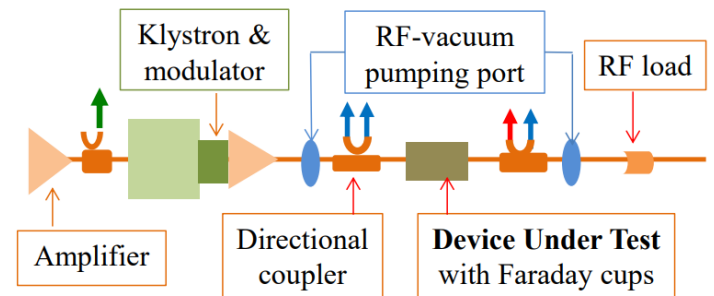 Klystron &
modulator
RF-vacuum
pumping port
RF load
Amplifier
Directional
coupler
Device Under Test
with Faraday cups